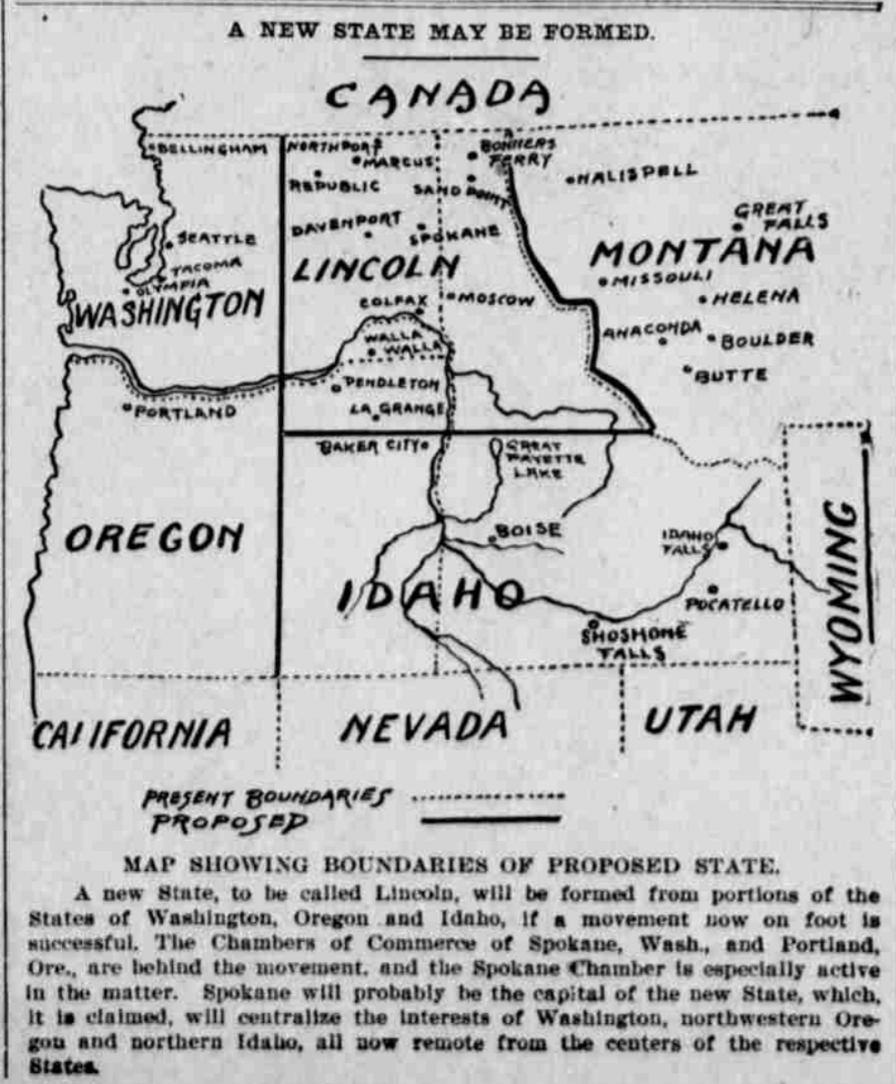 A NEW STATE MAY BE FORMED.
CANADA
BELLINGHAM
NORTHPORT
MARCUS
BONNERS
FERRY
REPUBLIC
SAND POINT
HALISPELL
DAVENPORT
SPOKANE
GREAT
FALLS
SEATTLE
TACOMA
OLYMPIA
WASHINGTON
LINCOLN
MONTANA
MISSOULI
COLFAX
MOSCOW
HELENA
WALLA
WALLA
ANACONDA
BOULDER
PENDLETON
BUTTE
PORTLAND
LA GRANGE
BAKER CITY
GREAT
PAYETTE
LAKE
OREGON
BOISE
IDAHO
FALLS
WYOMING
IDAHO
POCATELLO
SHOSHONE
FALLS
CALIFORNIA
NEVADA
UTAH
PRESENT BOUNDARIES
PROPOSED
MAP SHOWING BOUNDARIES OF PROPOSED STATE.
A new State, to be called Lincoln, will be formed from portions of the
States of Washington, Oregon and Idaho, if a movement now on foot is
successful. The Chambers of Commerce of Spokane, Wash., and Portland,
Ore., are behind the movement, and the Spokane Chamber is especially active
in the matter. Spokane will probably be the capital of the new State, which,
it is claimed, will centralize the interests of Washington, northwestern Ore-
gon and northern Idaho, all now remote from the centers of the respective
States.